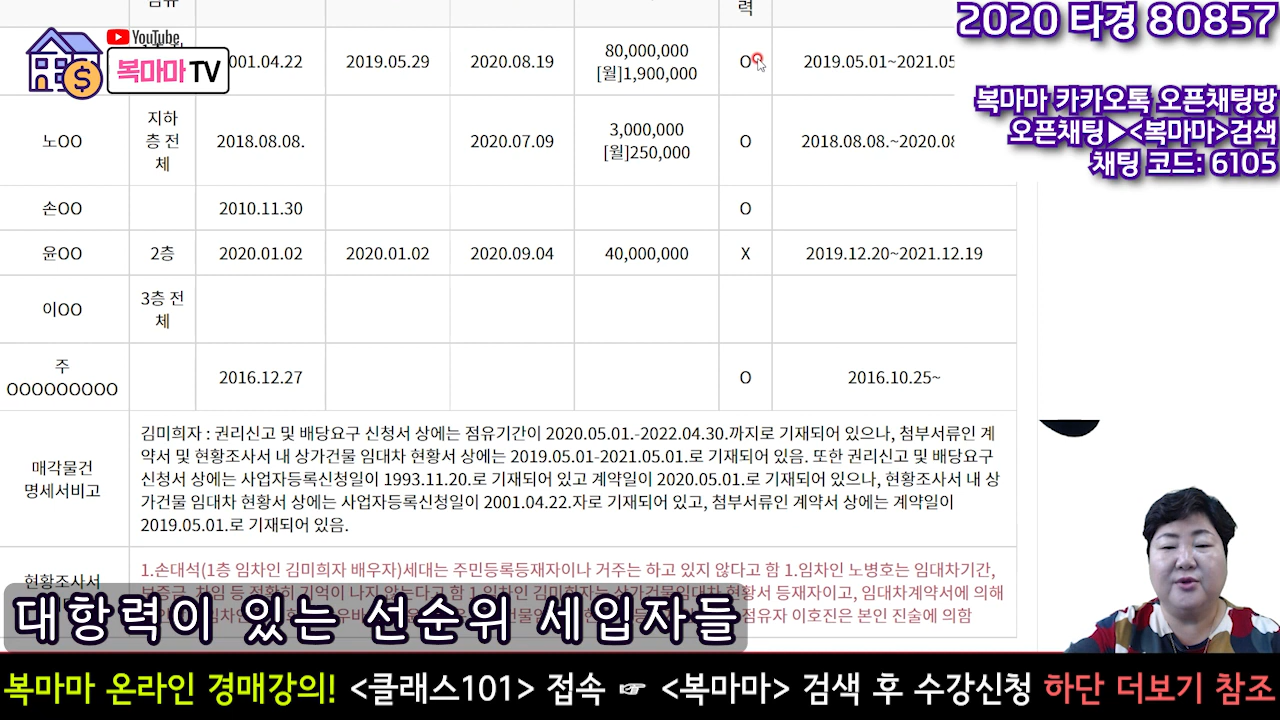 점유
력
2020 타경 80857
YouTube
복마마 TV
001.04.22 2019.05.29 2020.08.19 80,000,000 O 2019.05.01~2021.05
[월]1,900,000
복마마 카카오톡 오픈채팅방
오픈채팅▶<복마마>검색
채팅 코드: 6105
지하
노OO 층 전 2018.08.08. 2020.07.09 3,000,000 O 2018.08.08.~2020.08
체 [월]250,000
손OO 2010.11.30 O
윤OO 2층 2020.01.02 2020.01.02 2020.09.04 40,000,000 X 2019.12.20~2021.12.19
이OO 3층 전
체
주 2016.12.27 O 2016.10.25~
OOOOOOOOO
매각물건
명세서비고
김미희자 : 권리신고 및 배당요구 신청서 상에는 점유기간이 2020.05.01.-2022.04.30.까지로 기재되어 있으나, 첨부서류인 계
약서 및 현황조사서 내 상가건물 임대차 현황서 상에는 2019.05.01-2021.05.01.로 기재되어 있음. 또한 권리신고 및 배당요구
신청서 상에는 사업자등록신청일이 1993.11.20.로 기재되어 있고 계약일이 2020.05.01.로 기재되어 있으나, 현황조사서 내 상
가건물 임대차 현황서 상에는 사업자등록신청일이 2001.04.22.자로 기재되어 있고, 첨부서류인 계약서 상에는 계약일이
2019.05.01.로 기재되어 있음.
현황조사서
1.손대석(1층 임차인 김미희자 배우자)세대는 주민등록등재자이나 거주는 하고 있지 않다고 함 1.임차인 노병호는 임대차기간,
현황서 등재자이고, 임대차계약서에 의해
점유자 이호진은 본인 진술에 의함
대항력이 있는 선순위 세입자들
복마마 온라인 경매강의! <클래스101> 접속 ☞ <복마마> 검색 후 수강신청 하단 더보기 참조